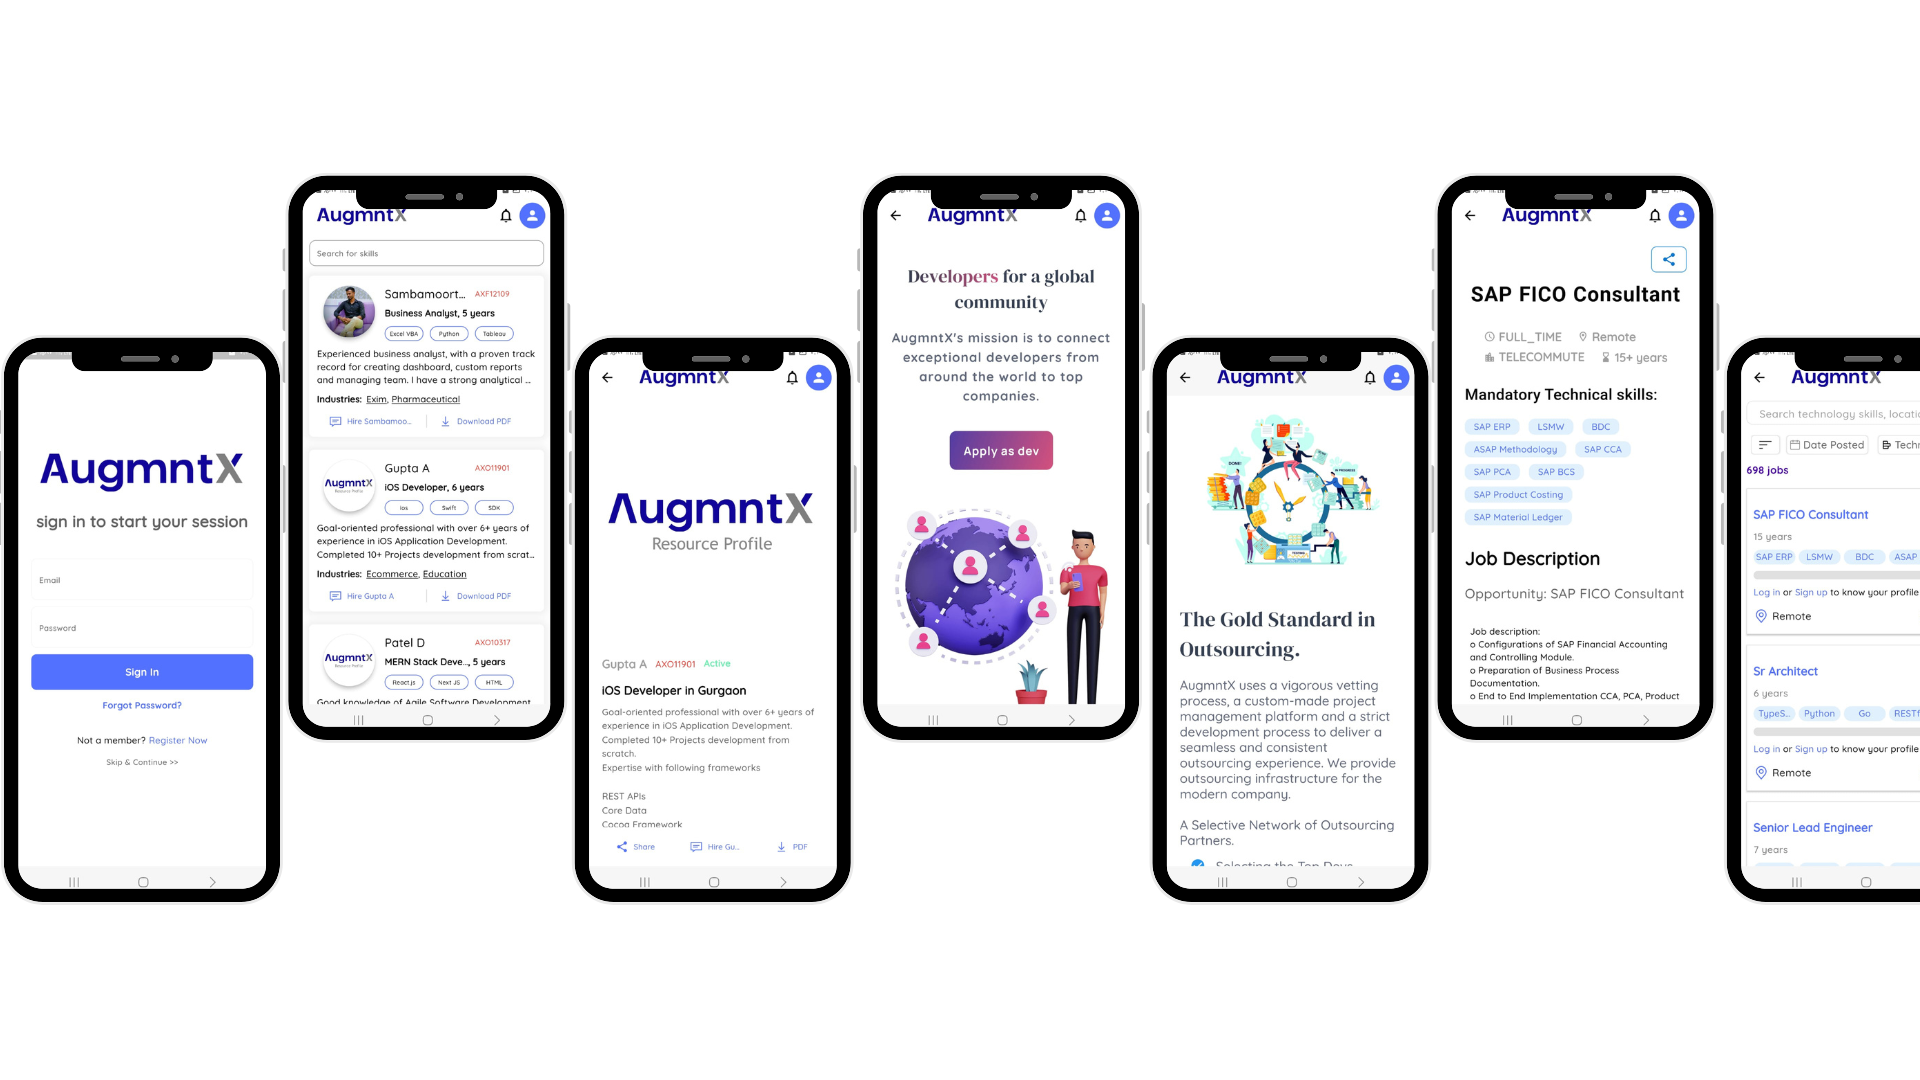 AugmntX
sign in to start your session
Email
Password
Sign In
Forgot Password?
Not a member? Register Now
Skip & Continue >>
AugmntX
Search for skills
Sambamoort... AXF12109
Business Analyst, 5 years
Excel VBA Python Tableau
Experienced business analyst, with a proven track
record for creating dashboard, custom reports
and managing team. I have a strong analytical ...
Industries: Exim, Pharmaceutical
Hire Sambamoo... Download PDF
AugmntX
Resource Profile
Gupta A AXO11901
iOS Developer, 6 years
Ios Swift SDK
Goal-oriented professional with over 6+ years of
experience in iOS Application Development.
Completed 10+ Projects development from scrat...
Industries: Ecommerce, Education
Hire Gupta A Download PDF
AugmntX
Resource Profile
Patel D AXO10317
MERN Stack Deve..., 5 years
React.js Next JS HTML
Good knowledge of Agile Software Development
AugmntX
AugmntX
Resource Profile
Gupta A AXO11901 Active
iOS Developer in Gurgaon
Goal-oriented professional with over 6+ years of
experience in iOS Application Development.
Completed 10+ Projects development from
scratch.
Expertise with following frameworks
REST APIs
Core Data
Cocoa Framework
Share Hire Gu... PDF
AugmntX
Developers for a global
community
AugmntX's mission is to connect
exceptional developers from
around the world to top
companies.
Apply as dev
AugmntX
DONE!
IN PROGRESS
The Gold Standard in
Outsourcing.
AugmntX uses a vigorous vetting
process, a custom-made project
management platform and a strict
development process to deliver a
seamless and consistent
outsourcing experience. We provide
outsourcing infrastructure for the
modern company.
A Selective Network of Outsourcing
Partners.
Selecting the Top Devs
AugmntX
SAP FICO Consultant
FULL_TIME Remote
TELECOMMUTE 15+ years
Mandatory Technical skills:
SAP ERP LSMW BDC
ASAP Methodology SAP CCA
SAP PCA SAP BCS
SAP Product Costing
SAP Material Ledger
Job Description
Opportunity: SAP FICO Consultant
Job description:
o Configurations of SAP Financial Accounting
and Controlling Module.
o Preparation of Business Process
Documentation.
o End to End Implementation CCA, PCA, Product
AugmntX
Search technology skills, locatio
Date Posted Techn
698 jobs
SAP FICO Consultant
15 years
SAP ERP LSMW BDC ASAP
Log in or Sign up to know your profile
Remote
Sr Architect
6 years
TypeS... Python Go RESTf
Log in or Sign up to know your profile
Remote
Senior Lead Engineer
7 years